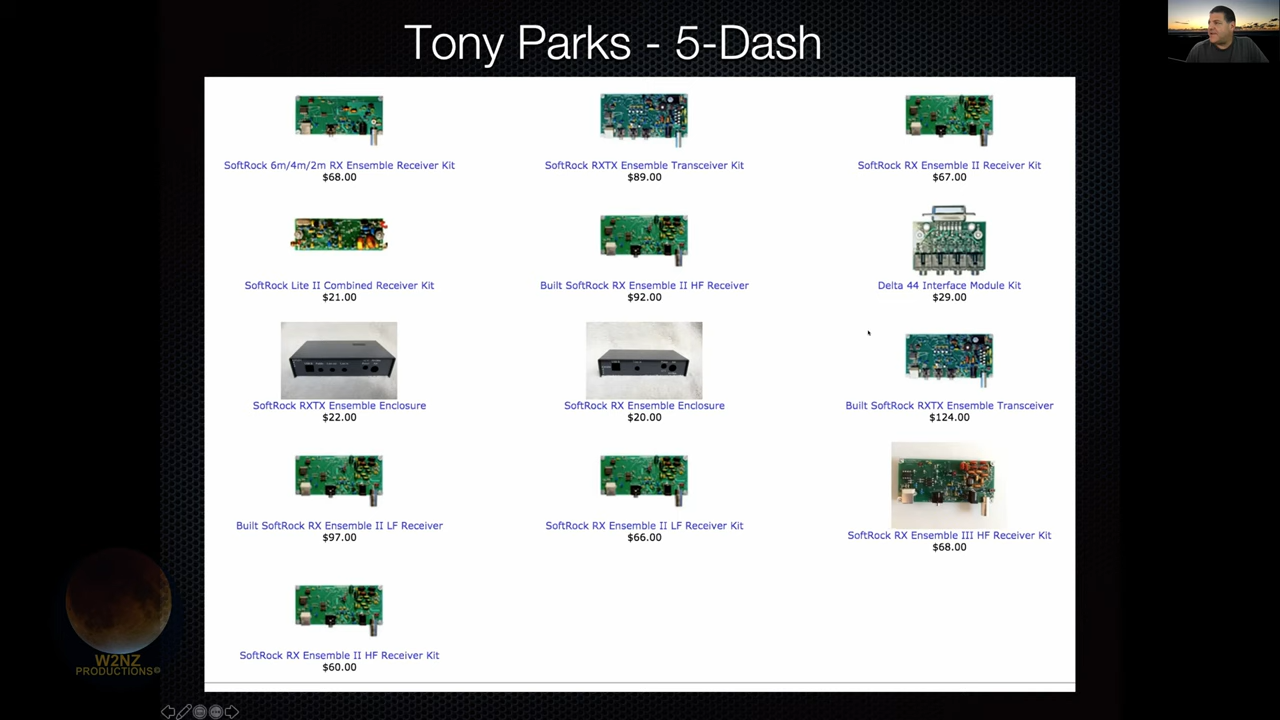 Tony Parks - 5-Dash
SoftRock 6m/4m/2m RX Ensemble Receiver Kit
$68.00
SoftRock RXTX Ensemble Transceiver Kit
$89.00
SoftRock RX Ensemble II Receiver Kit
$67.00
SoftRock Lite II Combined Receiver Kit
$21.00
Built SoftRock RX Ensemble II HF Receiver
$92.00
Delta 44 Interface Module Kit
$29.00
SoftRock RXTX Ensemble Enclosure
$22.00
SoftRock RX Ensemble Enclosure
$20.00
Built SoftRock RXTX Ensemble Transceiver
$124.00
Built SoftRock RX Ensemble II LF Receiver
$97.00
SoftRock RX Ensemble II LF Receiver Kit
$66.00
SoftRock RX Ensemble III HF Receiver Kit
$68.00
SoftRock RX Ensemble II HF Receiver Kit
$60.00
W2NZ
PRODUCTIONS©